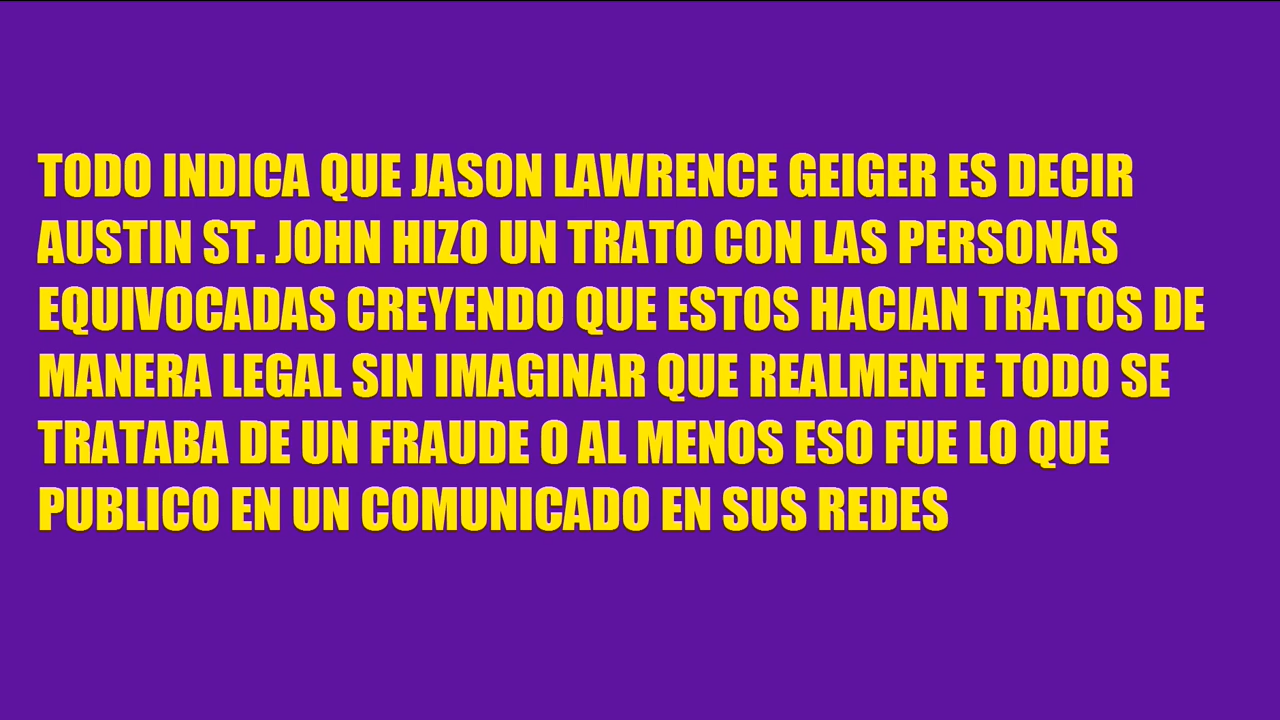 TODO INDICA QUE JASON LAWRENCE GEIGER ES DECIR
AUSTIN ST. JOHN HIZO UN TRATO CON LAS PERSONAS
EQUIVOCADAS CREYENDO QUE ESTOS HACIAN TRATOS DE
MANERA LEGAL SIN IMAGINAR QUE REALMENTE TODO SE
TRATABA DE UN FRAUDE O AL MENOS ESO FUE LO QUE
PUBLICO EN UN COMUNICADO EN SUS REDES